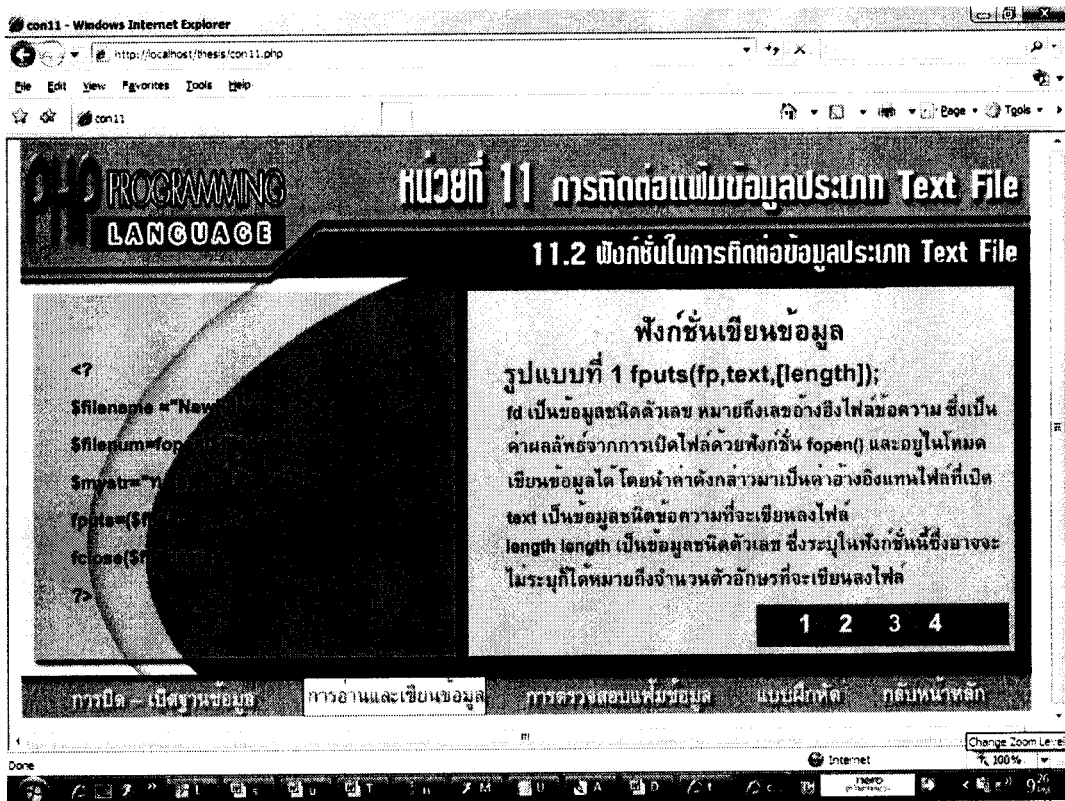 con11 - Windows Internet Explorer
http://localhost/thesis/con11.php
File Edit View Favorites Tools Help
con11
Page Tools
PHP PROGRAMMING
LANGUAGE
หน่วยที่ 11 การติดต่อแฟ้มข้อมูลประเภท Text File
11.2 ฟังก์ชั่นในการติดต่อข้อมูลประเภท Text File
<?
$filename ="New
$filenum=fop
$mystr="
fputs=($f
fclose($f
?>
ฟังก์ชั่นเขียนข้อมูล
รูปแบบที่ 1 fputs(fp,text,[length]);
fd เป็นข้อมูลชนิดตัวเลข หมายถึงเลขอ้างอิงไฟล์ข้อความ ซึ่งเป็น
ค่าผลลัพธ์จากการเปิดไฟล์ด้วยฟังก์ชั่น fopen() และอยู่ในโหมด
เขียนข้อมูลได้ โดยนำค่าดังกล่าวมาเป็นค่าอ้างอิงแทนไฟล์ที่เปิด
text เป็นข้อมูลชนิดข้อความที่จะเขียนลงไฟล์
length length เป็นข้อมูลชนิดตัวเลข ซึ่งระบุในฟังก์ชั่นนี้ซึ่งอาจจะ
ไม่ระบุก็ได้หมายถึงจำนวนตัวอักษรที่จะเขียนลงไฟล์
1 2 3 4
การปิด – เปิดฐานข้อมูล การอ่านและเขียนข้อมูล การตรวจสอบแฟ้มข้อมูล แบบฝึกหัด กลับหน้าหลัก
Change Zoom Level
Done Internet 100%
9:26